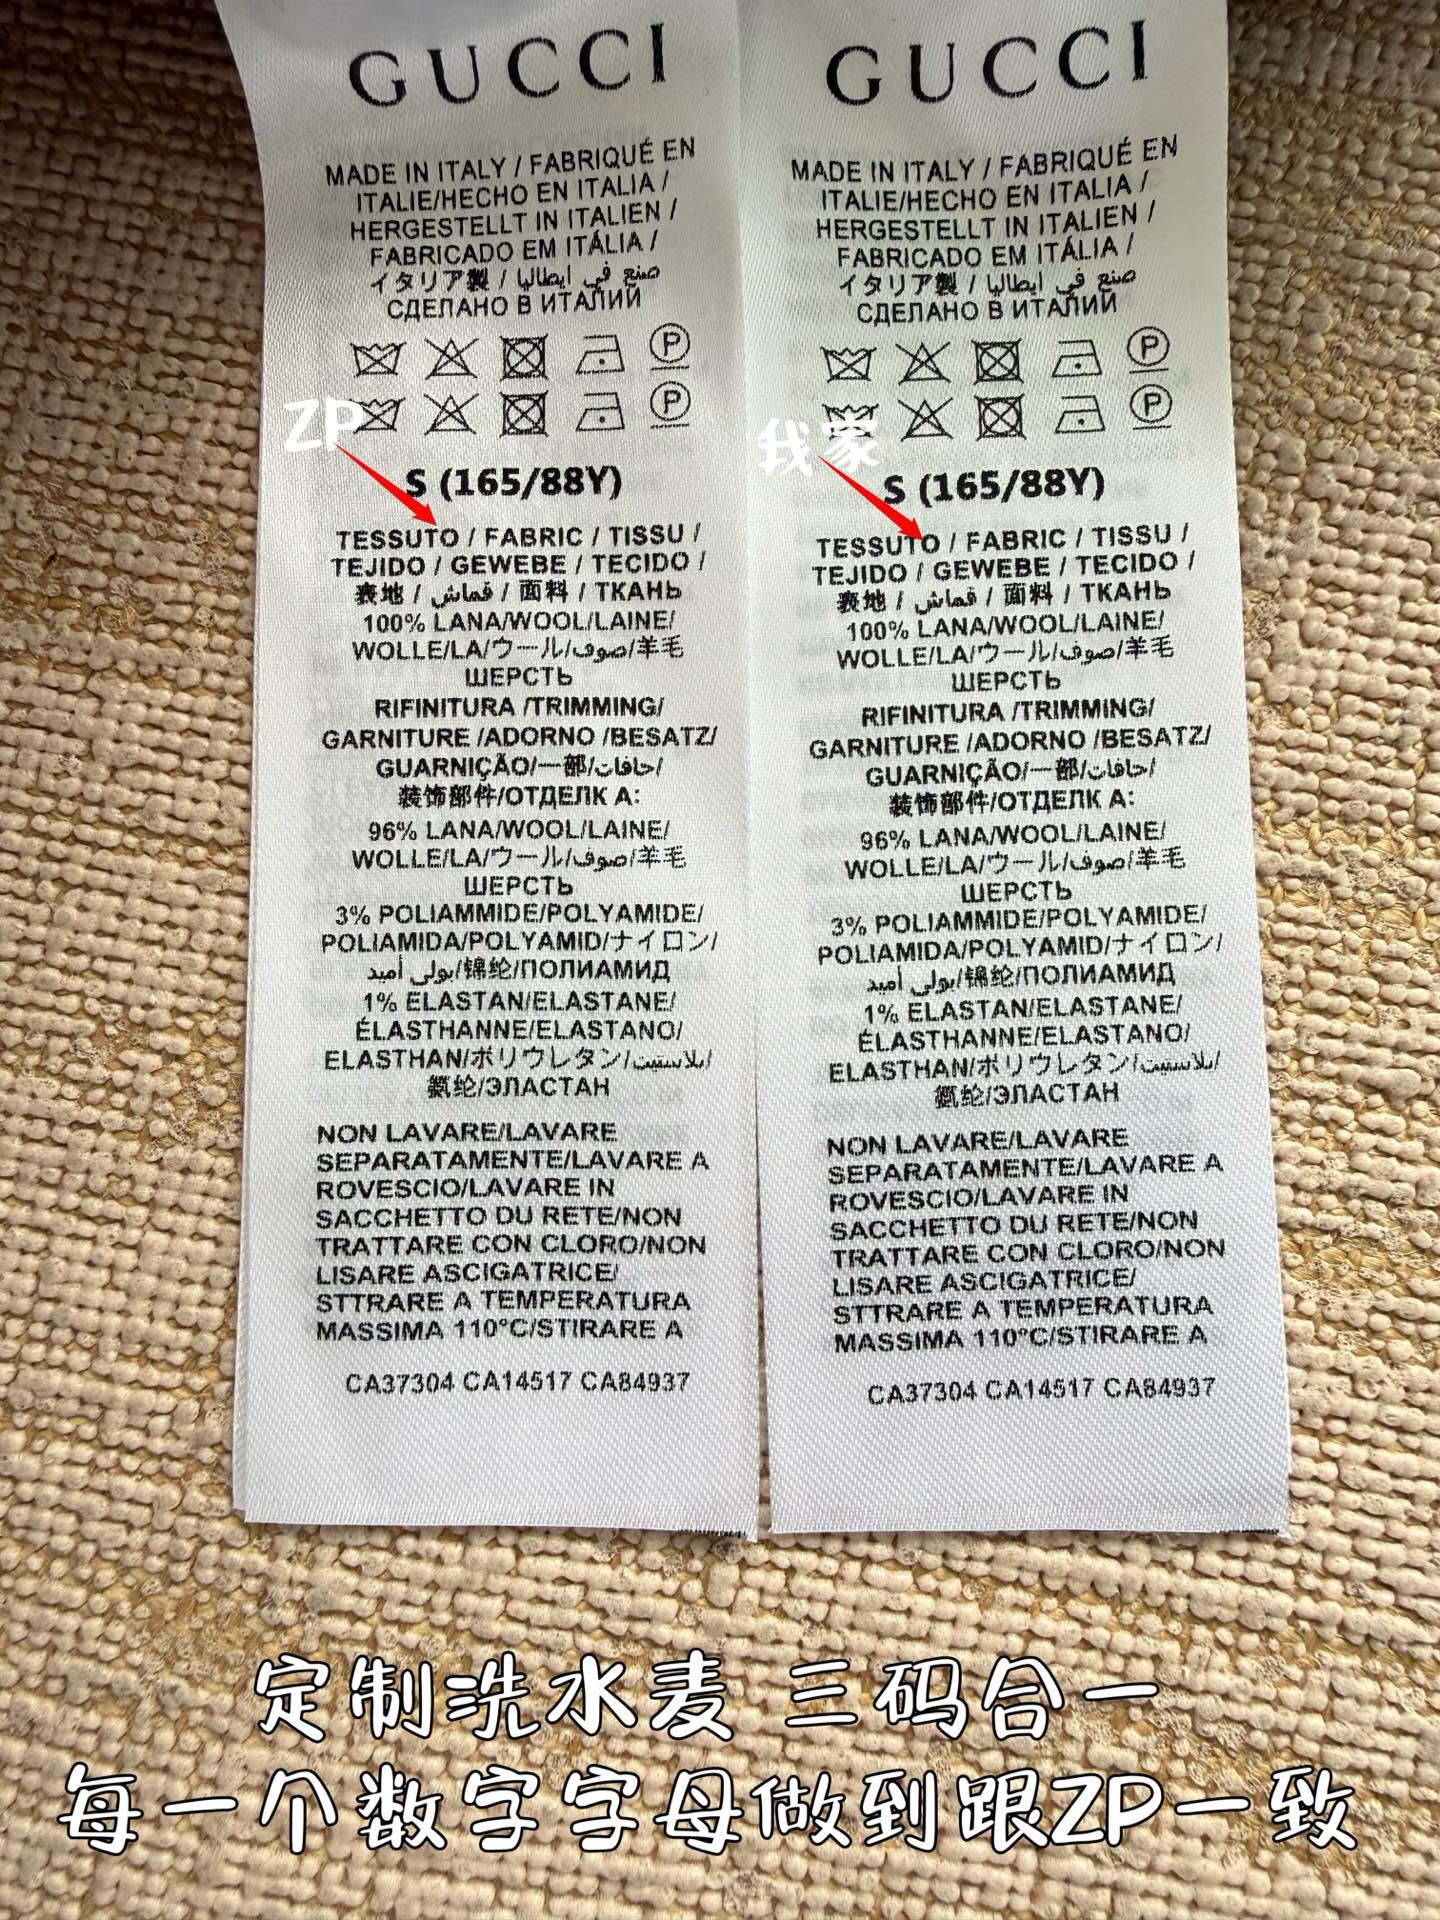 GUCCI
MADE IN ITALY / FABRIQUÉ EN
ITALIE/HECHO EN ITALIA /
HERGESTELLT IN ITALIEN /
FABRICADO EM ITÁLIA /
イタリア製 / صنع في ايطاليا
СДЕЛАНО В ИТАЛИЙ
P
P
ZP
S (165/88Y)
TESSUTO / FABRIC / TISSU /
TEJIDO / GEWEBE / TECIDO /
表地 / قماش / 面料 / ТКАНЬ
100% LANA/WOOL/LAINE/
WOLLE/LA/ウール/صوف/羊毛
ШЕРСТЬ
RIFINITURA /TRIMMING/
GARNITURE /ADORNO /BESATZ/
GUARNIÇÃO/一部/حافات/
装饰部件/ОТДЕЛК А:
96% LANA/WOOL/LAINE/
WOLLE/LA/ウール/صوف/羊毛
ШЕРСТЬ
3% POLIAMMIDE/POLYAMIDE/
POLIAMIDA/POLYAMID/ナイロン/
بولي أميد/锦纶/ПОЛИАМИД
1% ELASTAN/ELASTANE/
ÉLASTHANNE/ELASTANO/
ELASTHAN/ポリウレタン/بلاستيت/
氨纶/ЭЛАСТАН
NON LAVARE/LAVARE
SEPARATAMENTE/LAVARE A
ROVESCIO/LAVARE IN
SACCHETTO DU RETE/NON
TRATTARE CON CLORO/NON
LISARE ASCIGATRICE/
STTRARE A TEMPERATURA
MASSIMA 110°C/STIRARE A
CA37304 CA14517 CA84937
GUCCI
MADE IN ITALY / FABRIQUÉ EN
ITALIE/HECHO EN ITALIA /
HERGESTELLT IN ITALIEN /
FABRICADO EM ITÁLIA /
イタリア製 / صنع في ايطاليا
СДЕЛАНО В ИТАЛИЙ
P
P
我家
S (165/88Y)
TESSUTO / FABRIC / TISSU /
TEJIDO / GEWEBE / TECIDO /
表地 / قماش / 面料 / ТКАНЬ
100% LANA/WOOL/LAINE/
WOLLE/LA/ウール/صوف/羊毛
ШЕРСТЬ
RIFINITURA /TRIMMING/
GARNITURE /ADORNO /BESATZ/
GUARNIÇÃO/一部/حافات/
装饰部件/ОТДЕЛК А:
96% LANA/WOOL/LAINE/
WOLLE/LA/ウール/صوف/羊毛
ШЕРСТЬ
3% POLIAMMIDE/POLYAMIDE/
POLIAMIDA/POLYAMID/ナイロン/
بولي أميد/锦纶/ПОЛИАМИД
1% ELASTAN/ELASTANE/
ÉLASTHANNE/ELASTANO/
ELASTHAN/ポリウレタン/بلاستيت/
氨纶/ЭЛАСТАН
NON LAVARE/LAVARE
SEPARATAMENTE/LAVARE A
ROVESCIO/LAVARE IN
SACCHETTO DU RETE/NON
TRATTARE CON CLORO/NON
LISARE ASCIGATRICE/
STTRARE A TEMPERATURA
MASSIMA 110°C/STIRARE A
CA37304 CA14517 CA84937
定制洗水麦 三码合一
每一个数字字母做到跟ZP一致